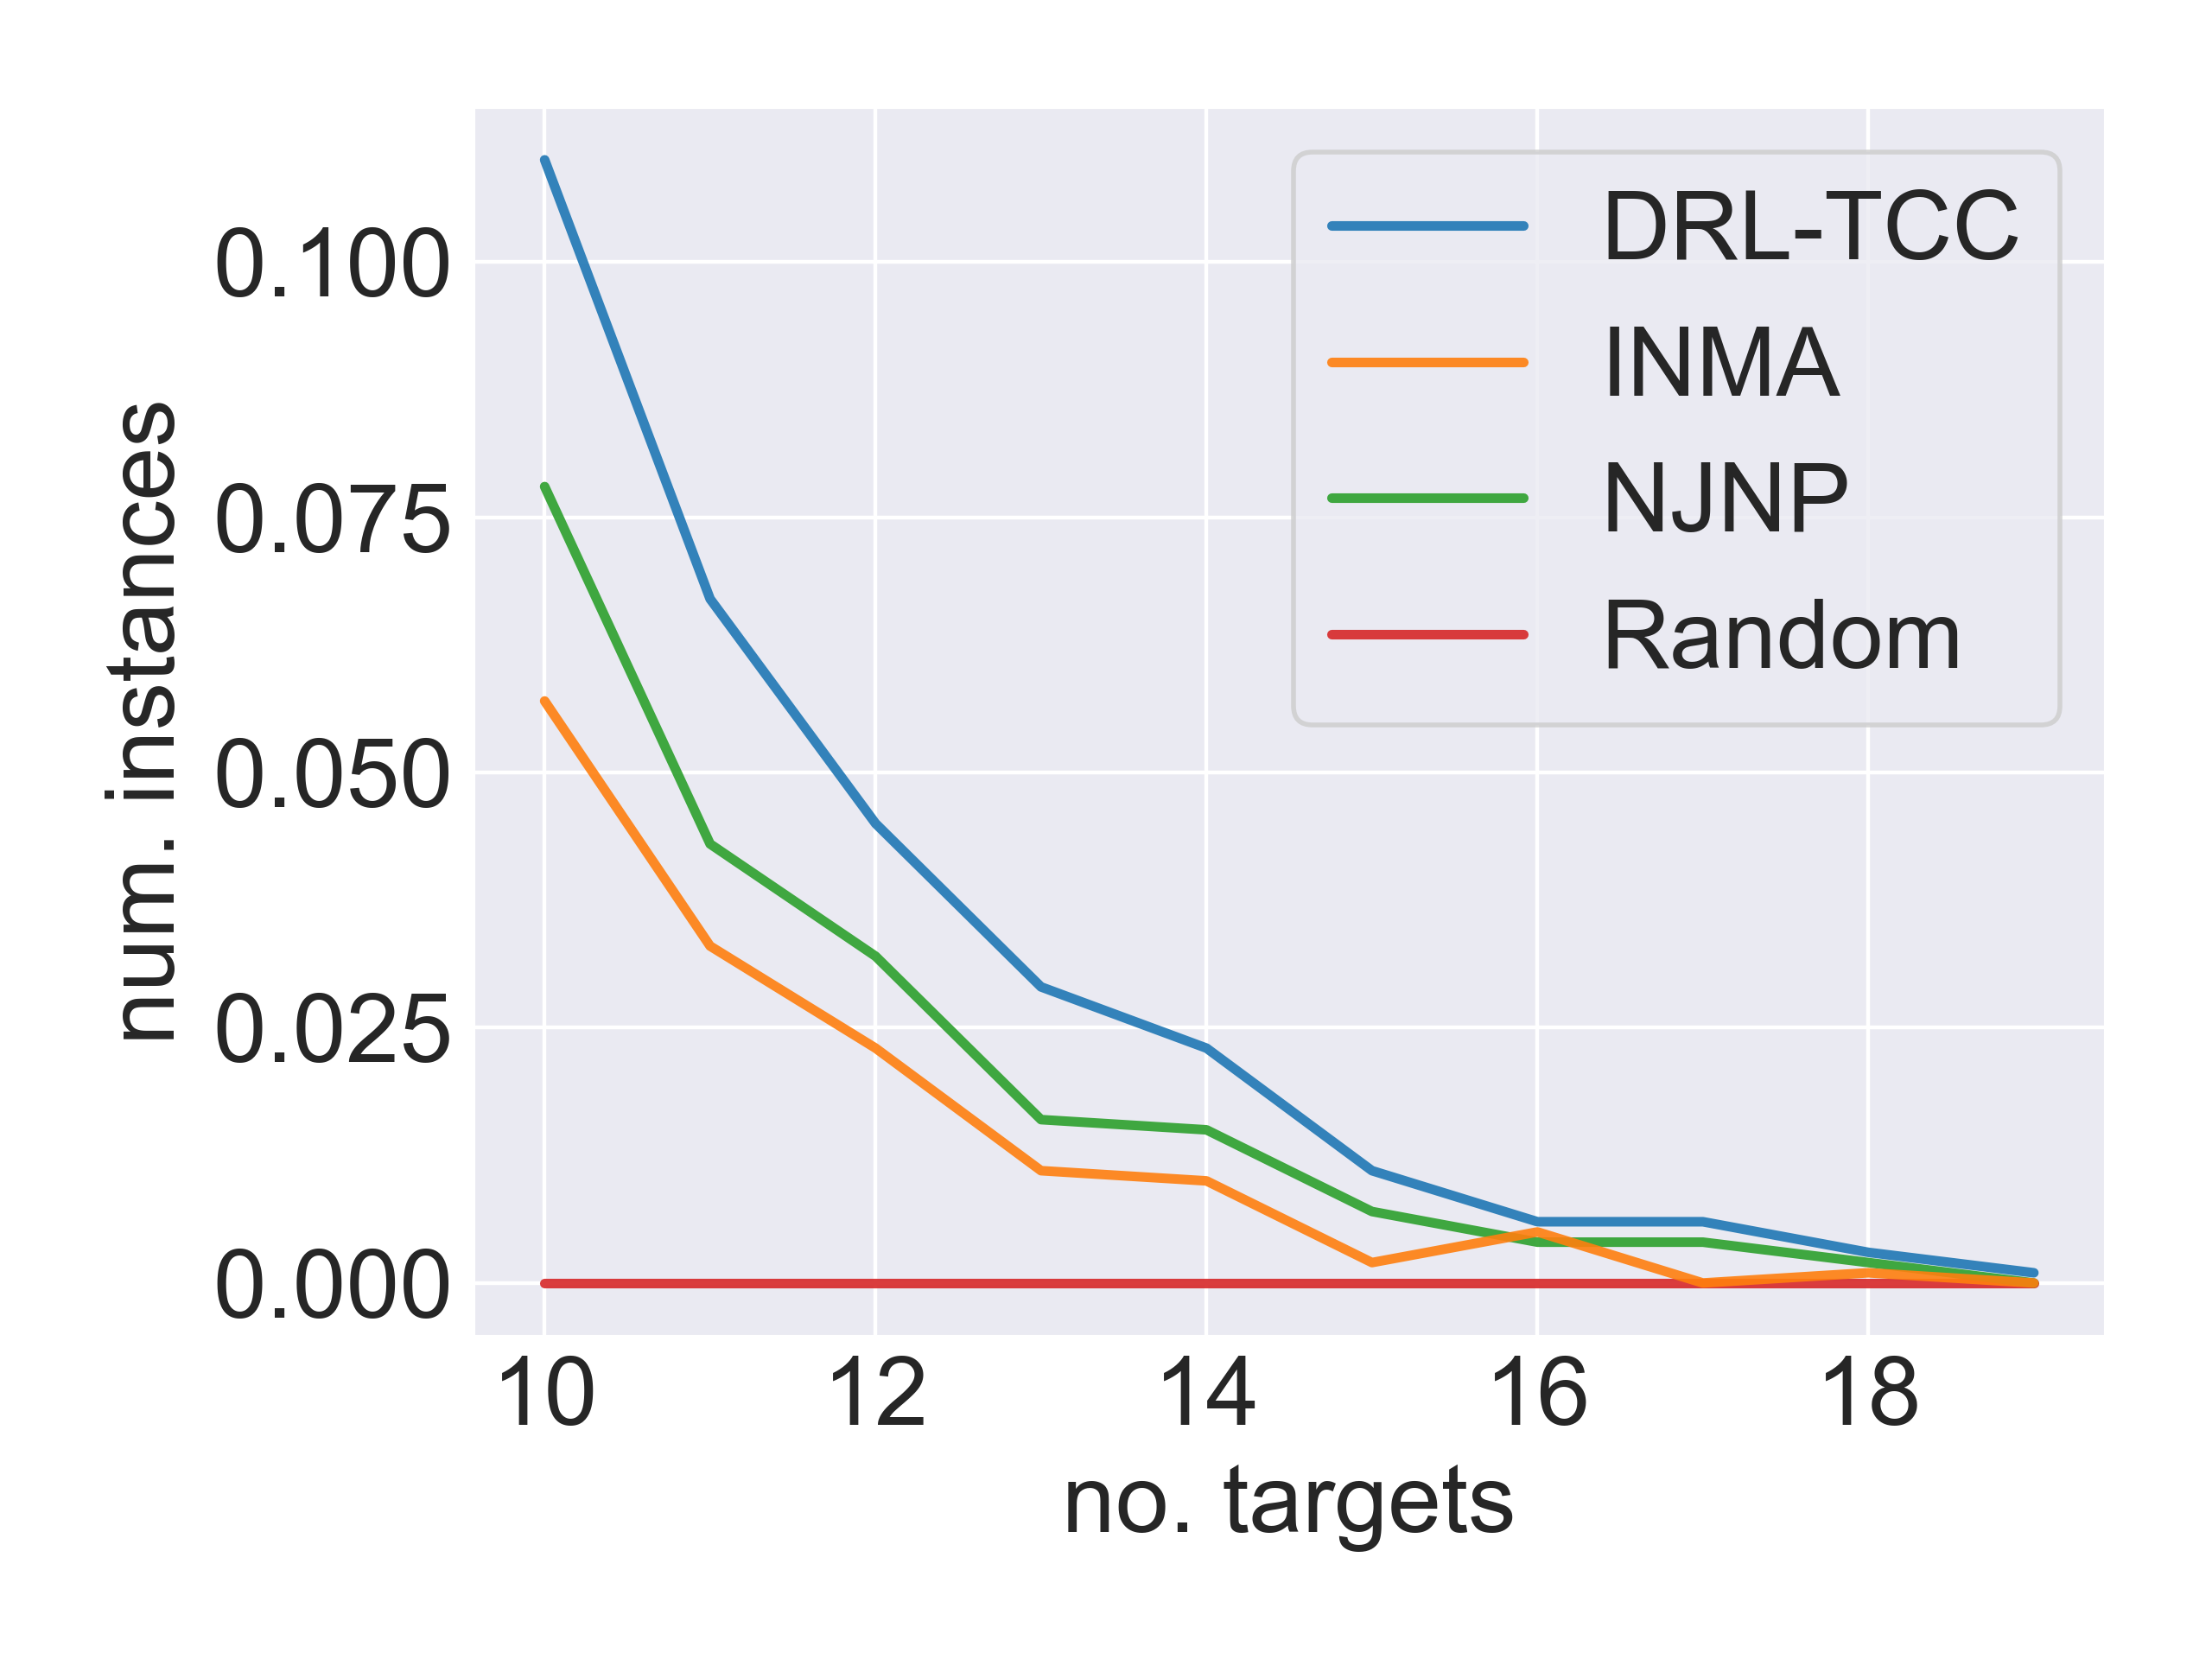 num. instances
0.100
0.075
0.050
0.025
0.000
10 12 14 16 18
no. targets
DRL-TCC
INMA
NJNP
Random